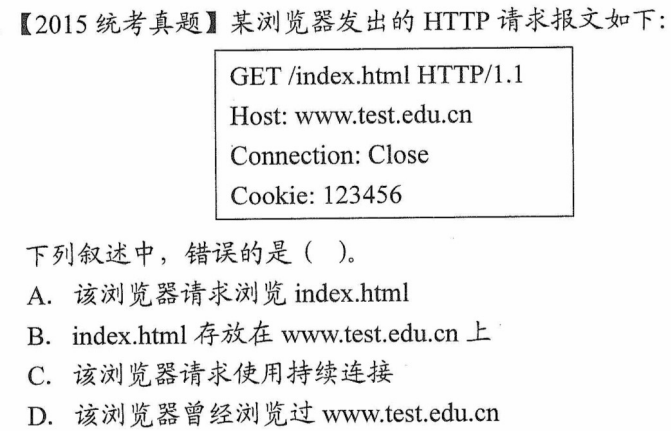 【2015 统考真题】某浏览器发出的 HTTP 请求报文如下:
GET /index.html HTTP/1.1
Host: www.test.edu.cn
Connection: Close
Cookie: 123456
下列叙述中，错误的是（ ）。
A. 该浏览器请求浏览 index.html
B. index.html 存放在 www.test.edu.cn 上
C. 该浏览器请求使用持续连接
D. 该浏览器曾经浏览过 www.test.edu.cn